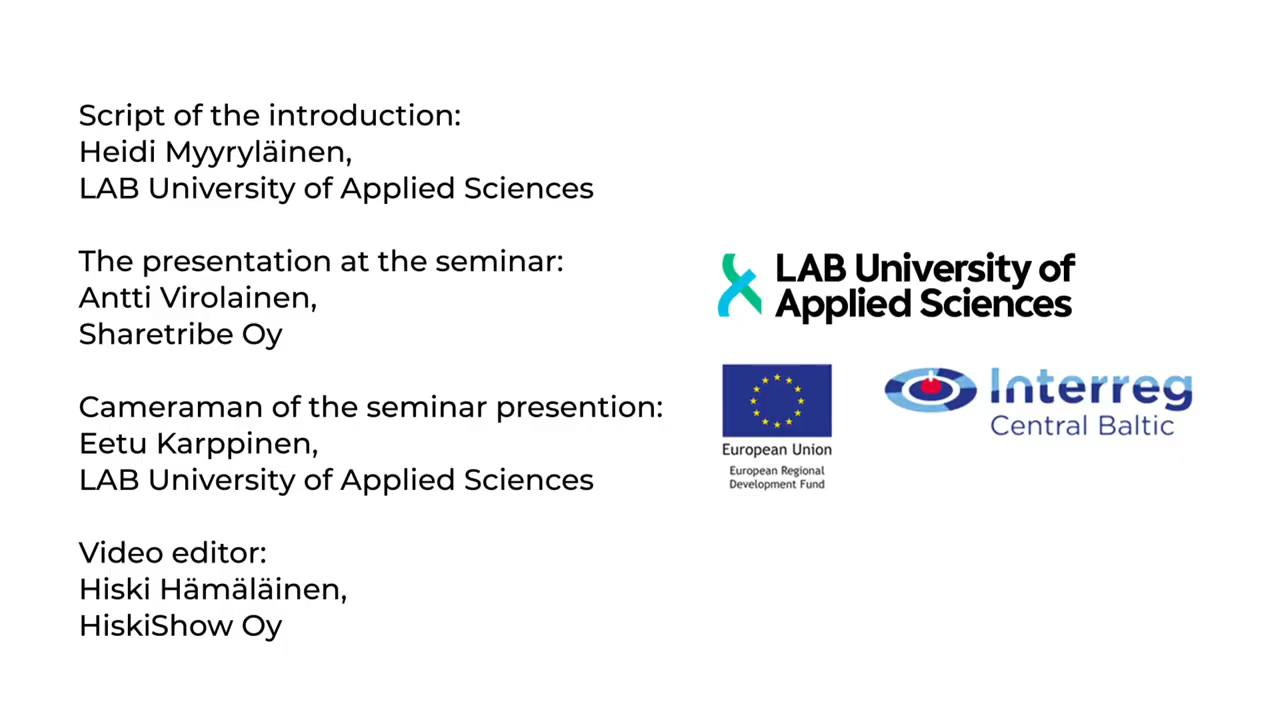 Script of the introduction:
Heidi Myyryläinen,
LAB University of Applied Sciences
The presentation at the seminar:
Antti Virolainen,
Sharetribe Oy
Cameraman of the seminar presention:
Eetu Karppinen,
LAB University of Applied Sciences
Video editor:
Hiski Hämäläinen,
HiskiShow Oy
LAB University of
Applied Sciences
European Union
European Regional
Development Fund
Interreg
Central Baltic